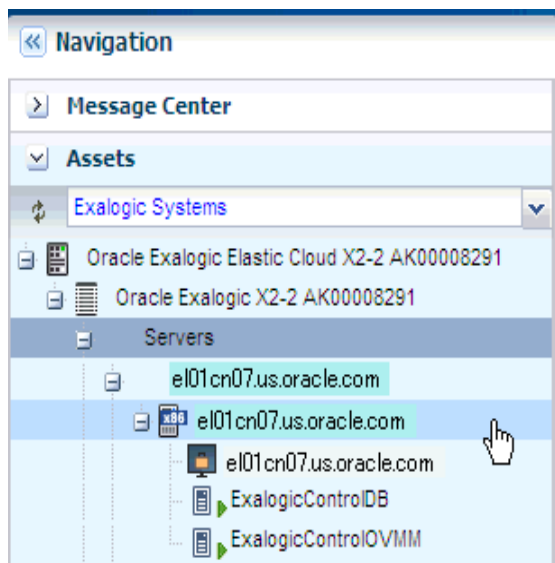 Navigation
Message Center
Assets
Exalogic Systems
Oracle Exalogic Elastic Cloud X2-2 AK00008291
Oracle Exalogic X2-2 AK00008291
Servers
el01cn07.us.oracle.com
x86 el01cn07.us.oracle.com
el01cn07.us.oracle.com
ExalogicControlDB
ExalogicControlOVMM